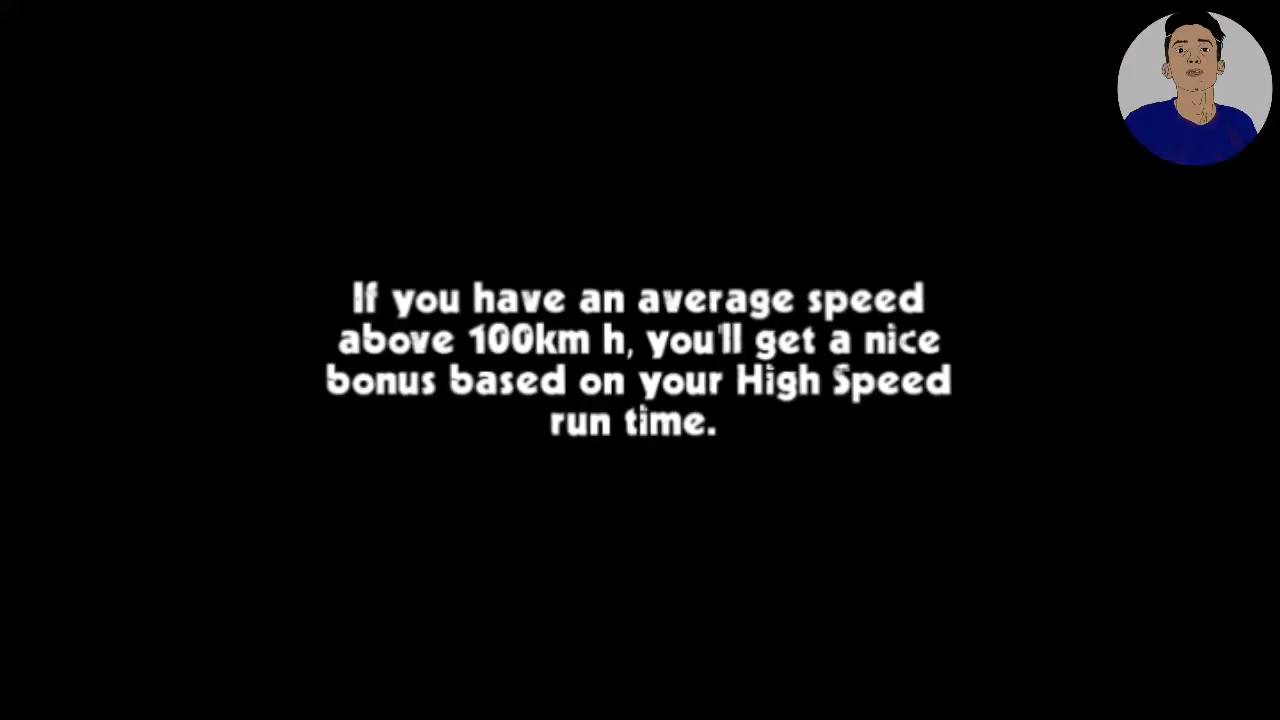 If you have an average speed
above 100km h, you'll get a nice
bonus based on your High Speed
run time.